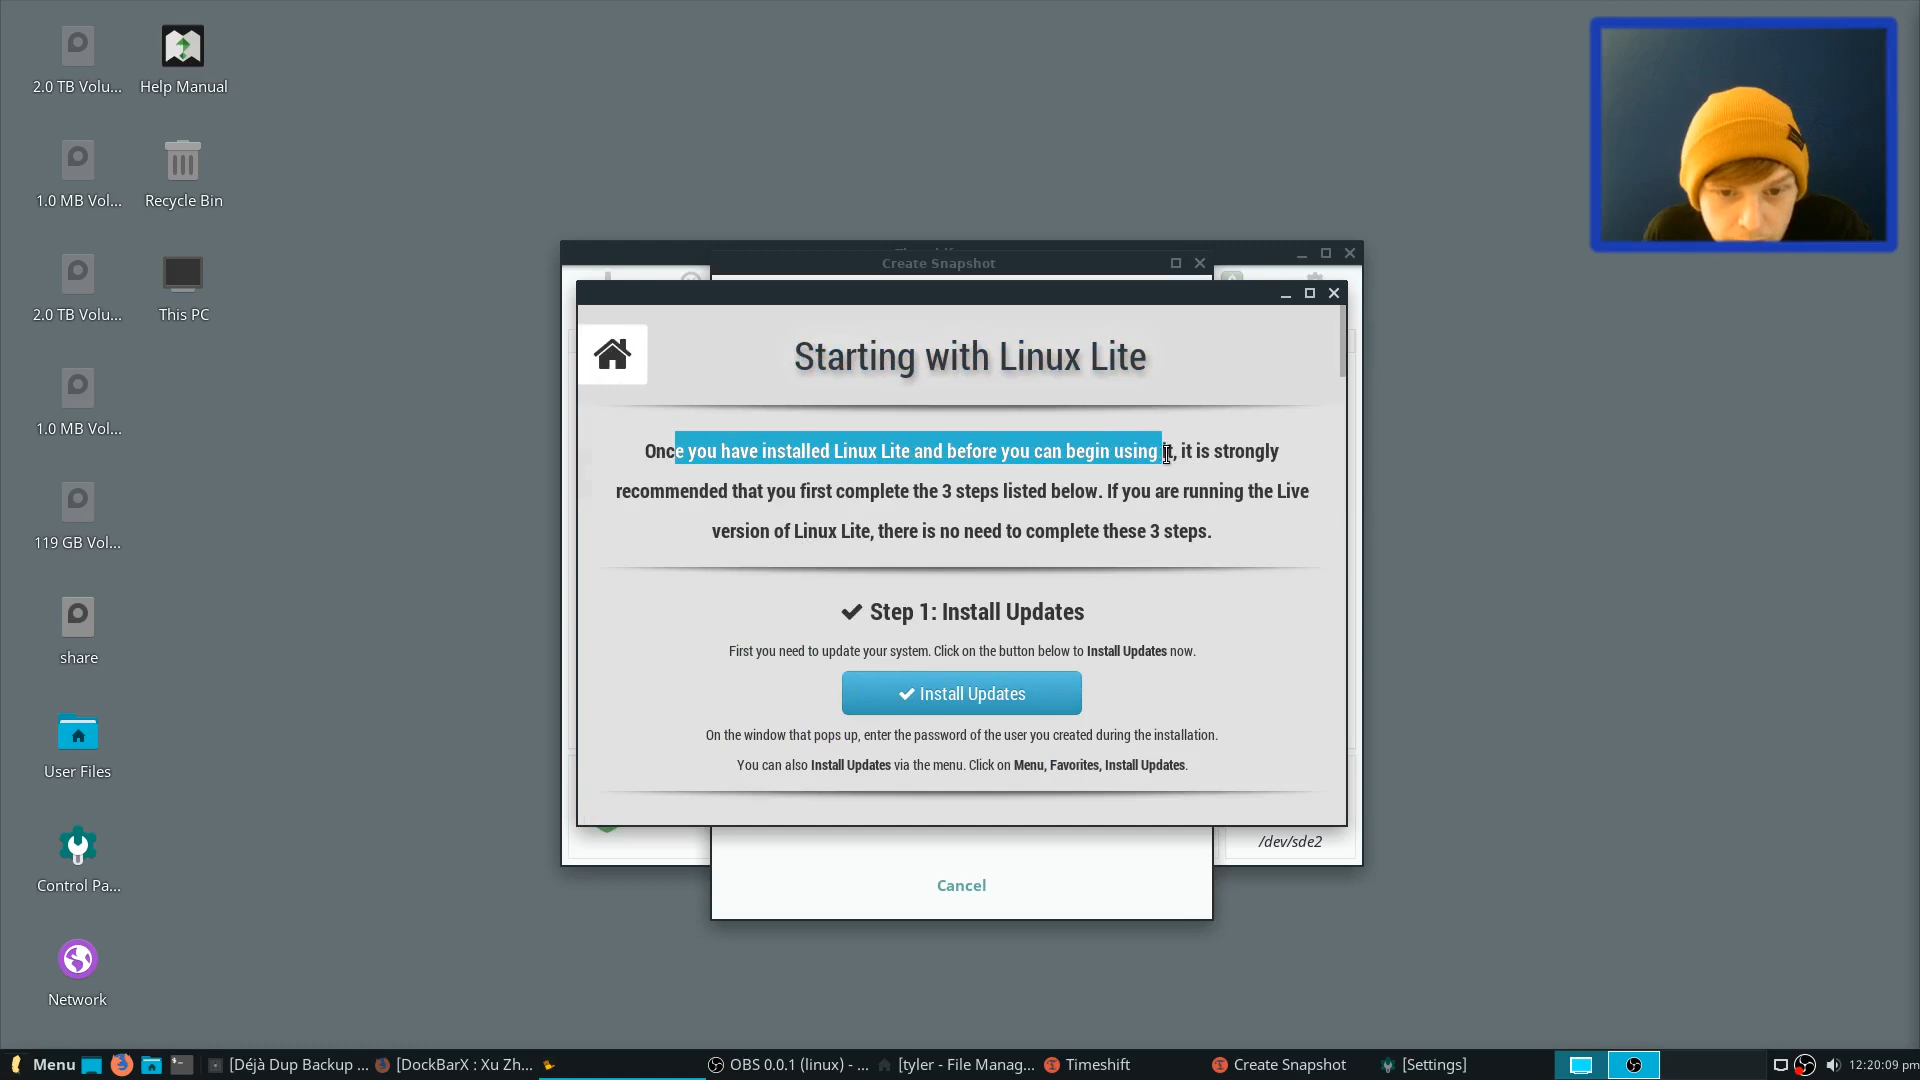 2.0 TB Volu...
Help Manual
1.0 MB Vol...
Recycle Bin
2.0 TB Volu...
This PC
1.0 MB Vol...
119 GB Vol...
share
User Files
Control Pa...
Network
Create Snapshot
Starting with Linux Lite
Once you have installed Linux Lite and before you can begin using it, it is strongly
recommended that you first complete the 3 steps listed below. If you are running the Live
version of Linux Lite, there is no need to complete these 3 steps.
Step 1: Install Updates
First you need to update your system. Click on the button below to Install Updates now.
Install Updates
On the window that pops up, enter the password of the user you created during the installation.
You can also Install Updates via the menu. Click on Menu, Favorites, Install Updates.
/dev/sde2
Cancel
Menu
[Déjà Dup Backup ...
[DockBarX : Xu Zh...
OBS 0.0.1 (linux) - ...
[tyler - File Manag...
Timeshift
Create Snapshot
[Settings]
12:20:09 pm